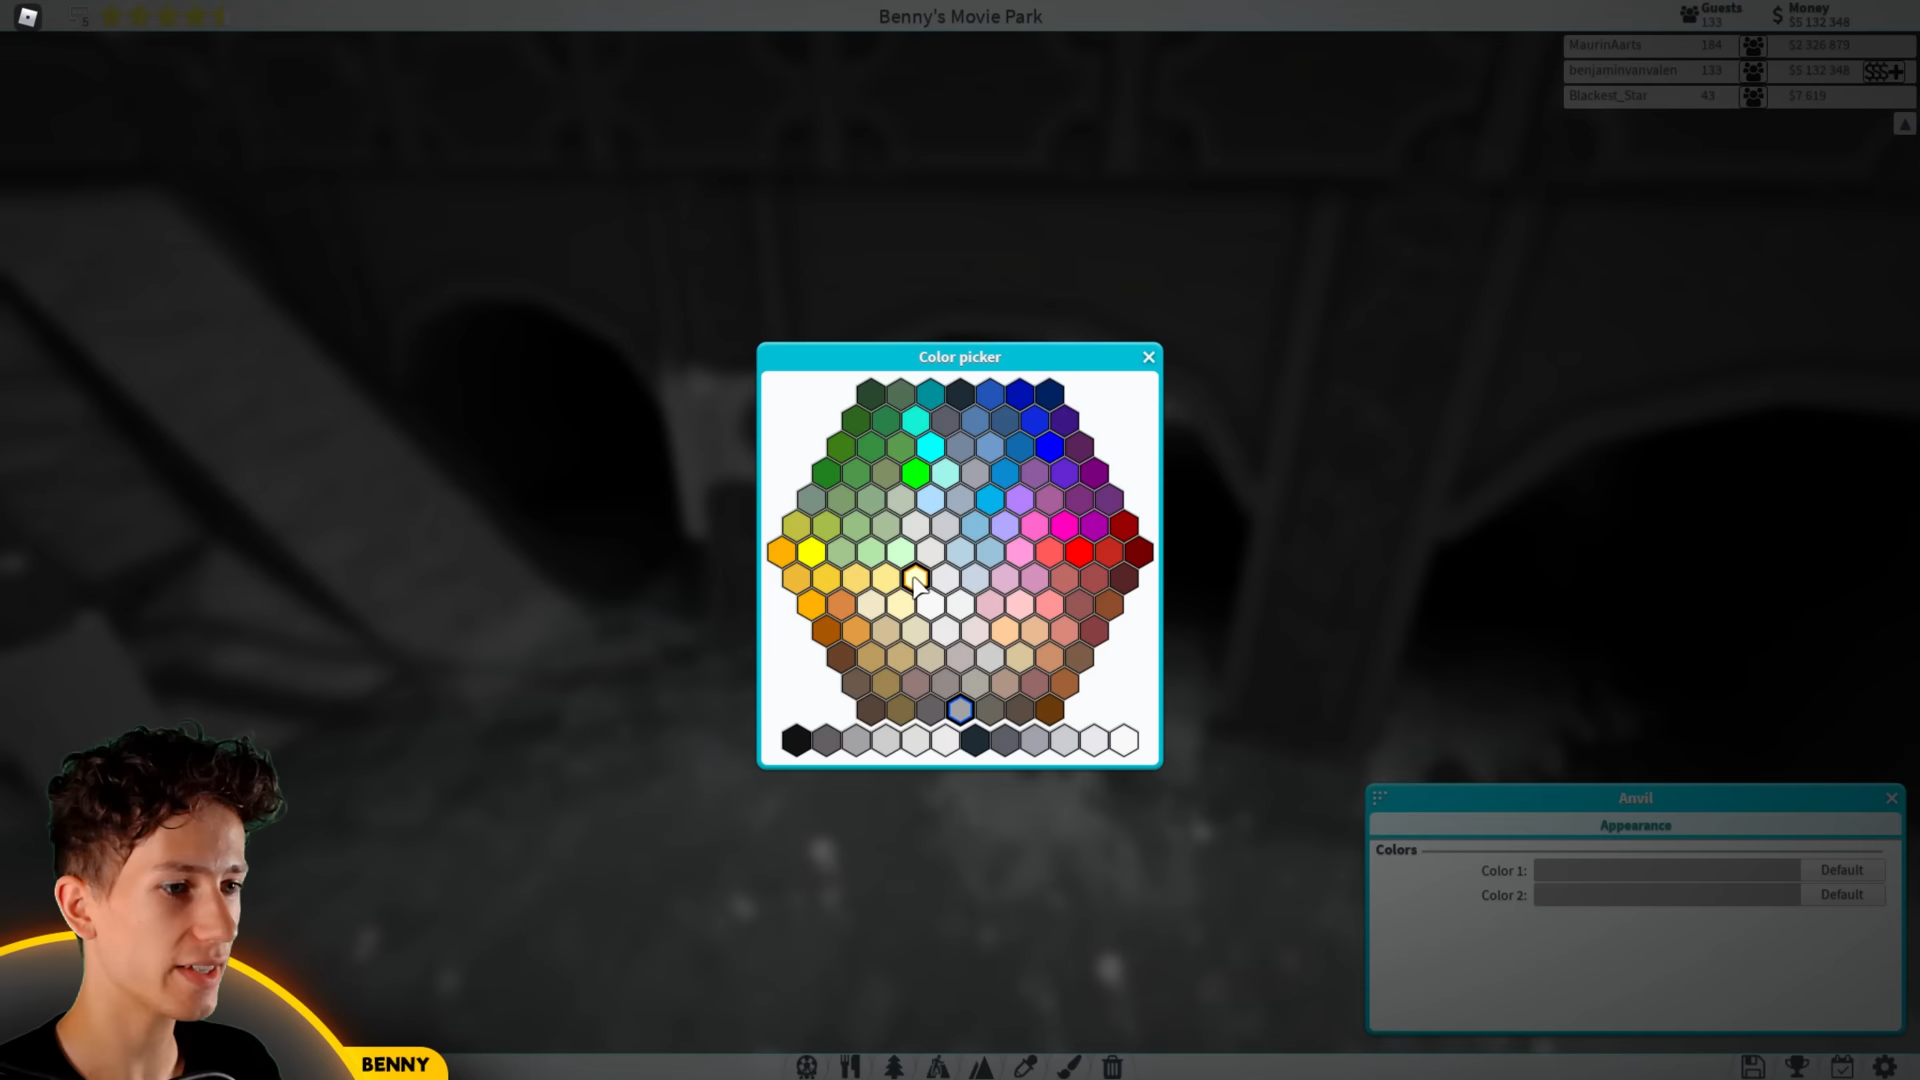 5
Benny's Movie Park
Guests
133
$ Money
$5 132 348
MaurinAarts 184 $2 326 879
benjaminvanvalen 133 $5 132 348 $$$+
Blackest_Star 43 $7 619
Color picker
Anvil
Appearance
Colors
Color 1: Default
Color 2: Default
BENNY